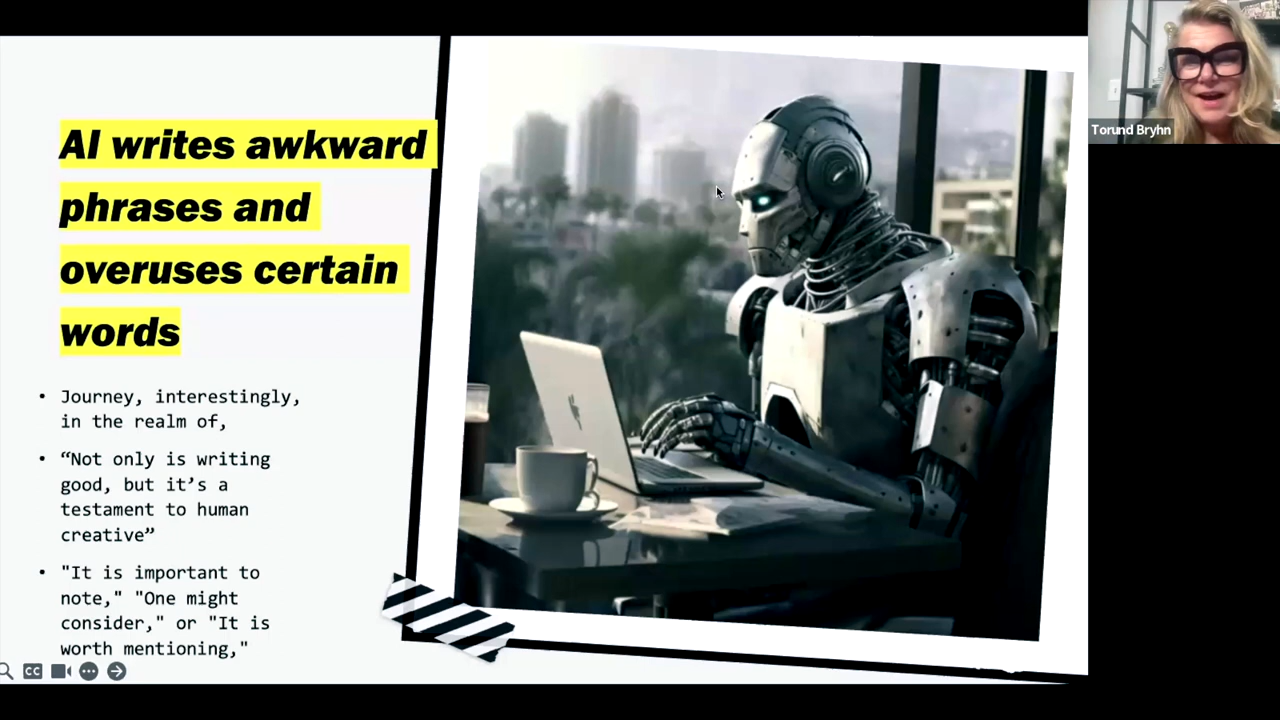 AI writes awkward
phrases and
overuses certain
words
• Journey, interestingly,
in the realm of,
• “Not only is writing
good, but it’s a
testament to human
creative”
• "It is important to
note," "One might
consider," or "It is
worth mentioning,"
CC
Torund Bryhn